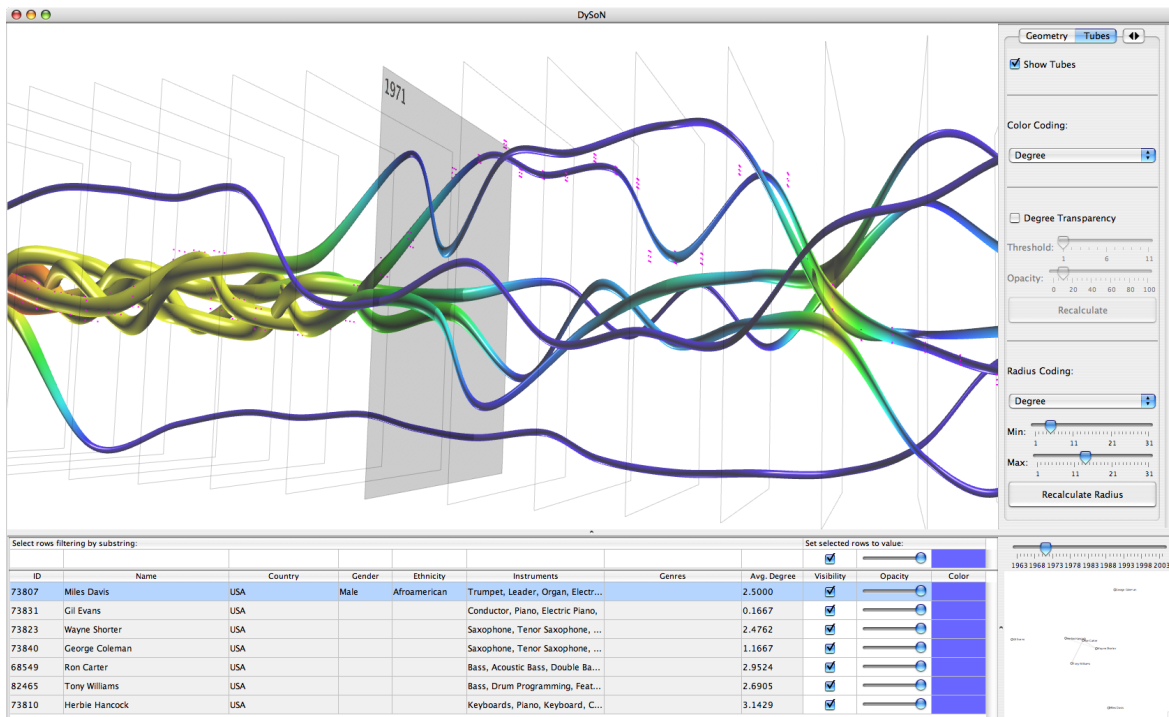 DySoN
1971
Geometry Tubes
Show Tubes
Color Coding:
Degree
Degree Transparency
Threshold:
1 6 11
Opacity:
0 20 40 60 80 100
Recalculate
Radius Coding:
Degree
Min:
1 11 21 31
Max:
1 11 21 31
Recalculate Radius
Select rows filtering by substring: Set selected rows to value:
ID Name Country Gender Ethnicity Instruments Genres Avg. Degree Visibility Opacity Color
73807 Miles Davis USA Male Afroamerican Trumpet, Leader, Organ, Electr... 2.5000
73831 Gil Evans USA Conductor, Piano, Electric Piano, 0.1667
73823 Wayne Shorter USA Saxophone, Tenor Saxophone, ... 2.4762
73840 George Coleman USA Saxophone, Tenor Saxophone, ... 1.1667
68549 Ron Carter USA Bass, Acoustic Bass, Double Ba... 2.9524
82465 Tony Williams USA Bass, Drum Programming, Feat... 2.6905
73810 Herbie Hancock USA Keyboards, Piano, Keyboard, C... 3.1429
1963 1968 1973 1978 1983 1988 1993 1998 2003